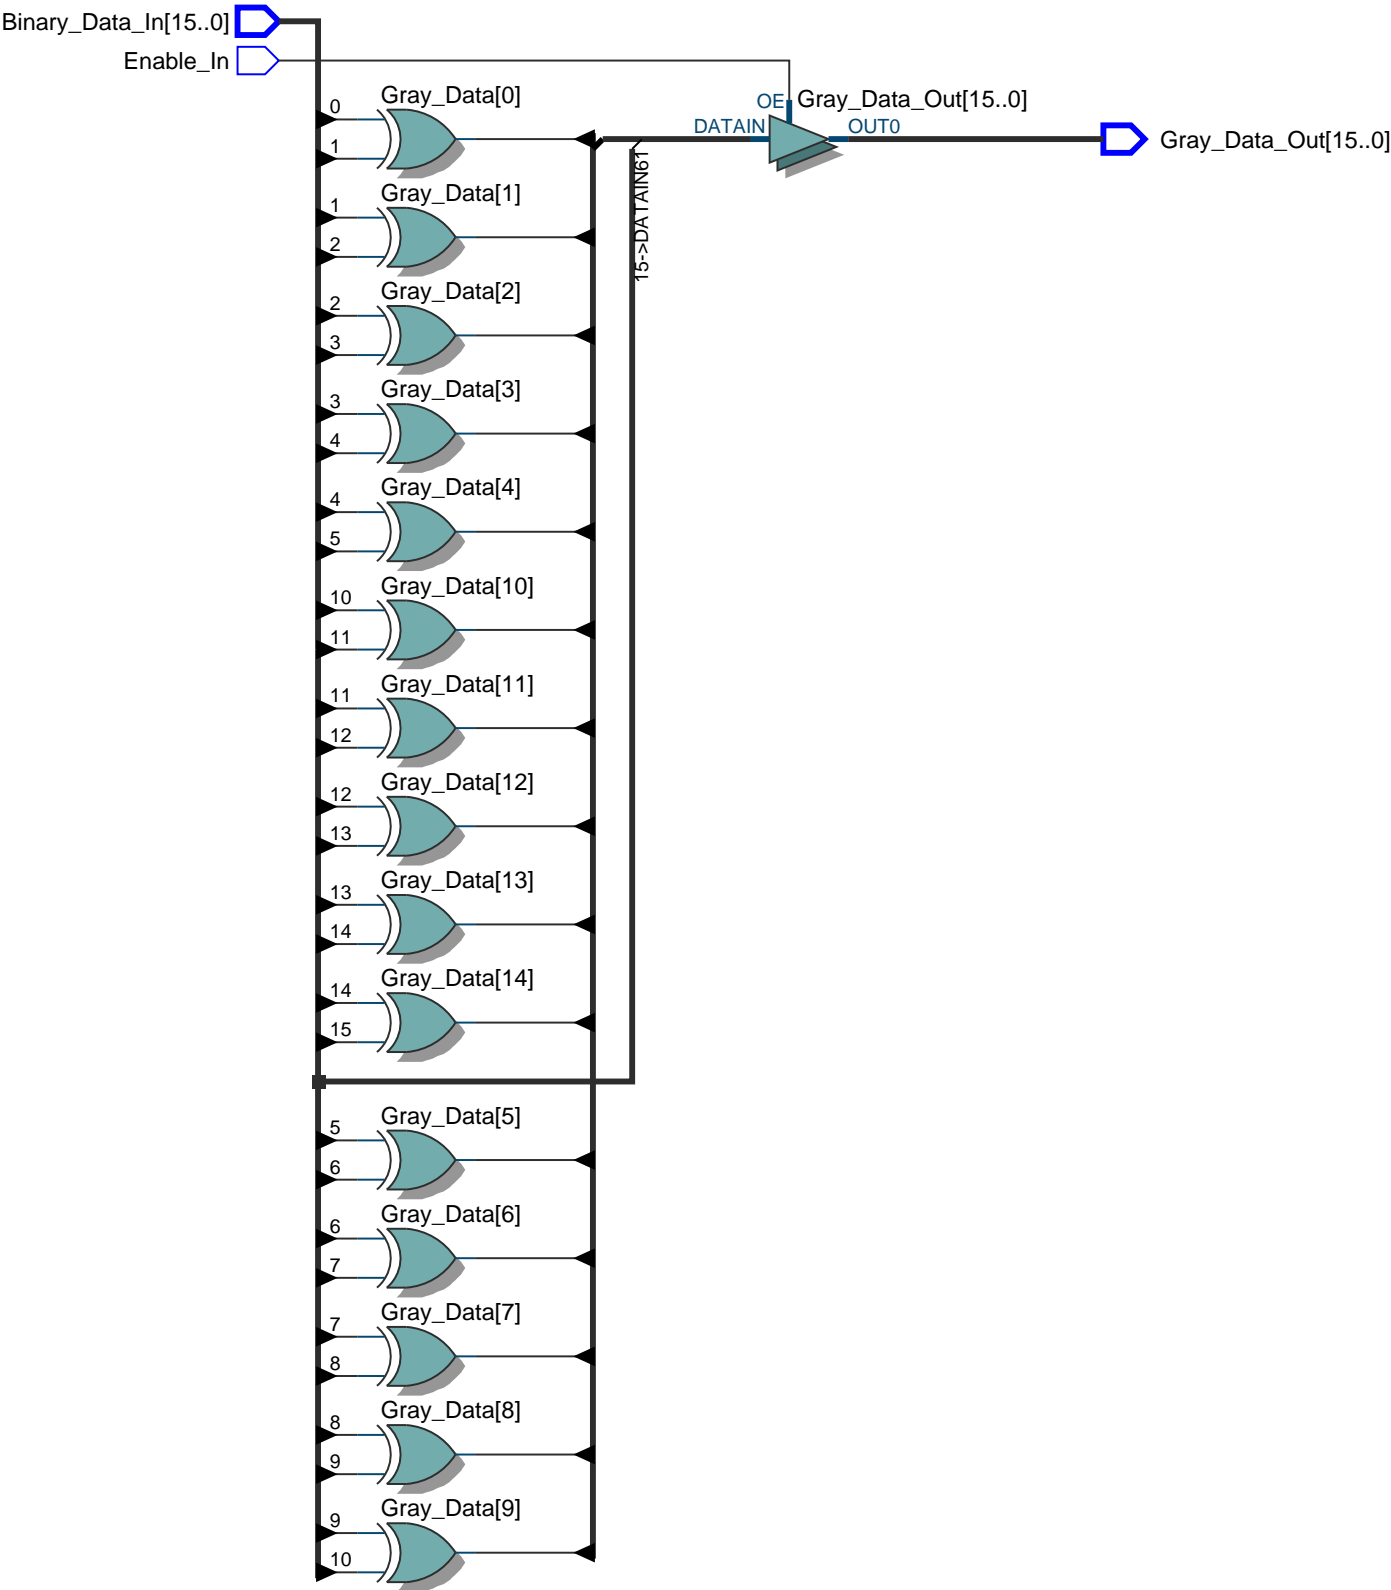 Binary_Data_In[15..0]
Enable_In
Gray_Data[0]
0
1
OE
Gray_Data_Out[15..0]
DATAIN
OUT0
Gray_Data_Out[15..0]
15->DATAIN61
Gray_Data[1]
1
2
Gray_Data[2]
2
3
Gray_Data[3]
3
4
Gray_Data[4]
4
5
Gray_Data[10]
10
11
Gray_Data[11]
11
12
Gray_Data[12]
12
13
Gray_Data[13]
13
14
Gray_Data[14]
14
15
Gray_Data[5]
5
6
Gray_Data[6]
6
7
Gray_Data[7]
7
8
Gray_Data[8]
8
9
Gray_Data[9]
9
10